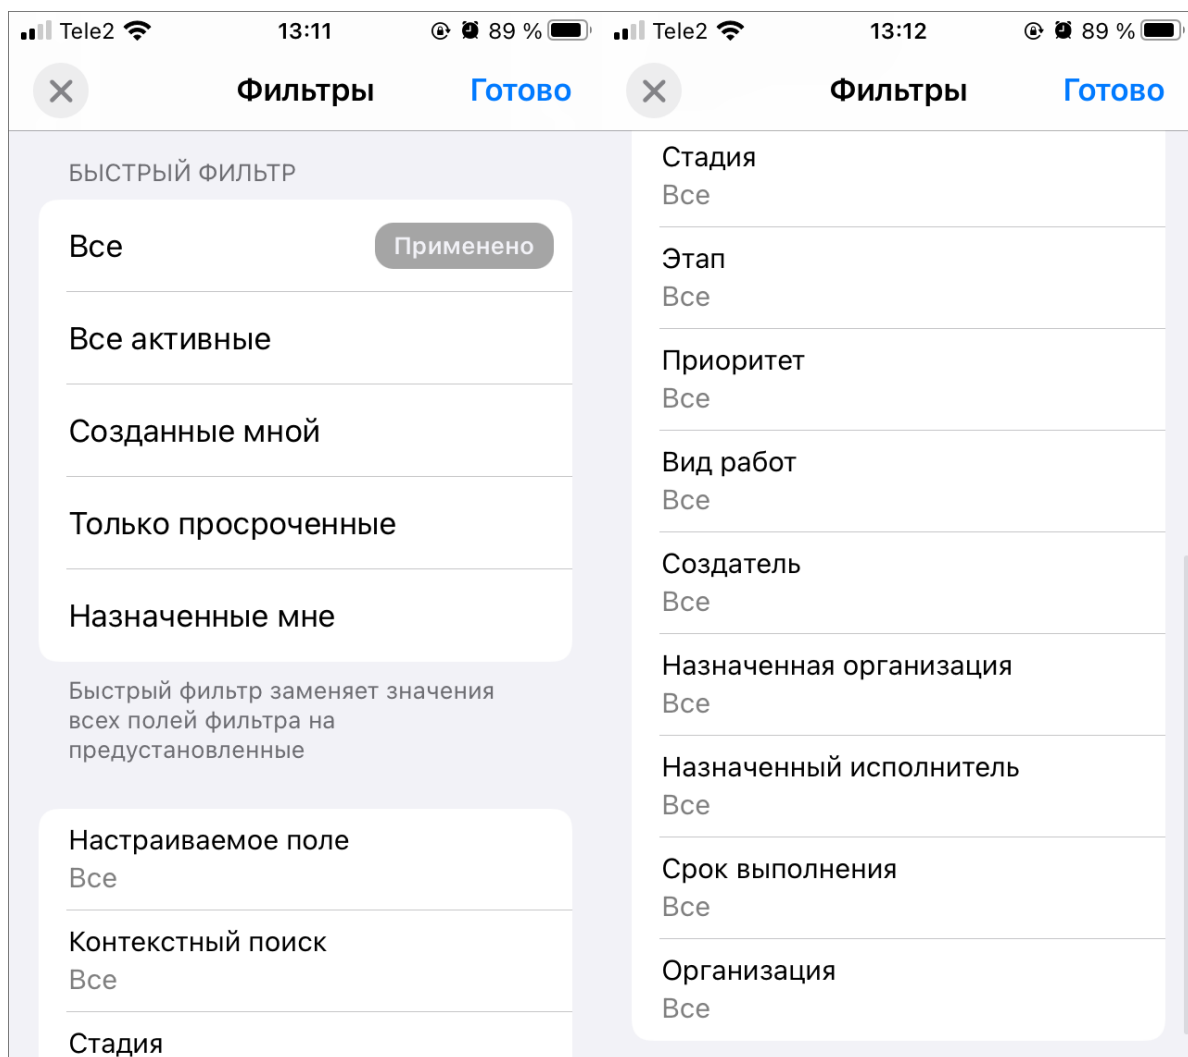 Tele2
13:11
89 %
Фильтры
Готово
БЫСТРЫЙ ФИЛЬТР
Все
Применено
Все активные
Созданные мной
Только просроченные
Назначенные мне
Быстрый фильтр заменяет значения
всех полей фильтра на
предустановленные
Настраиваемое поле
Все
Контекстный поиск
Все
Стадия
Tele2
13:12
89 %
Фильтры
Готово
Стадия
Все
Этап
Все
Приоритет
Все
Вид работ
Все
Создатель
Все
Назначенная организация
Все
Назначенный исполнитель
Все
Срок выполнения
Все
Организация
Все